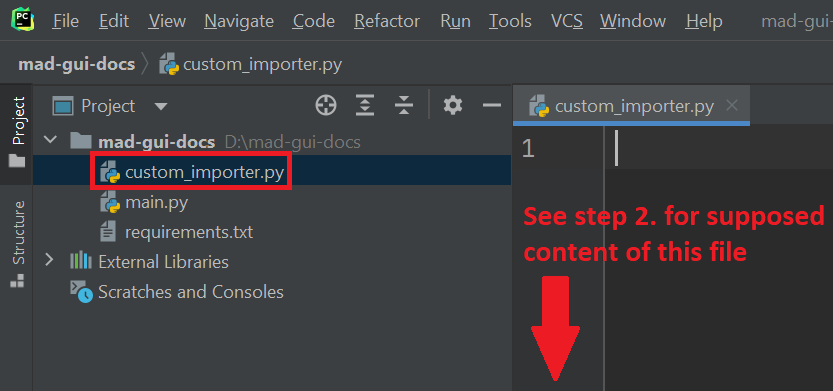 PC File Edit View Navigate Code Refactor Run Tools VCS Window Help mad-gui-
mad-gui-docs custom_importer.py
Project
Project
custom_importer.py
mad-gui-docs D:\mad-gui-docs
custom_importer.py
main.py
requirements.txt
External Libraries
Scratches and Consoles
Structure
1
See step 2. for supposed
content of this file